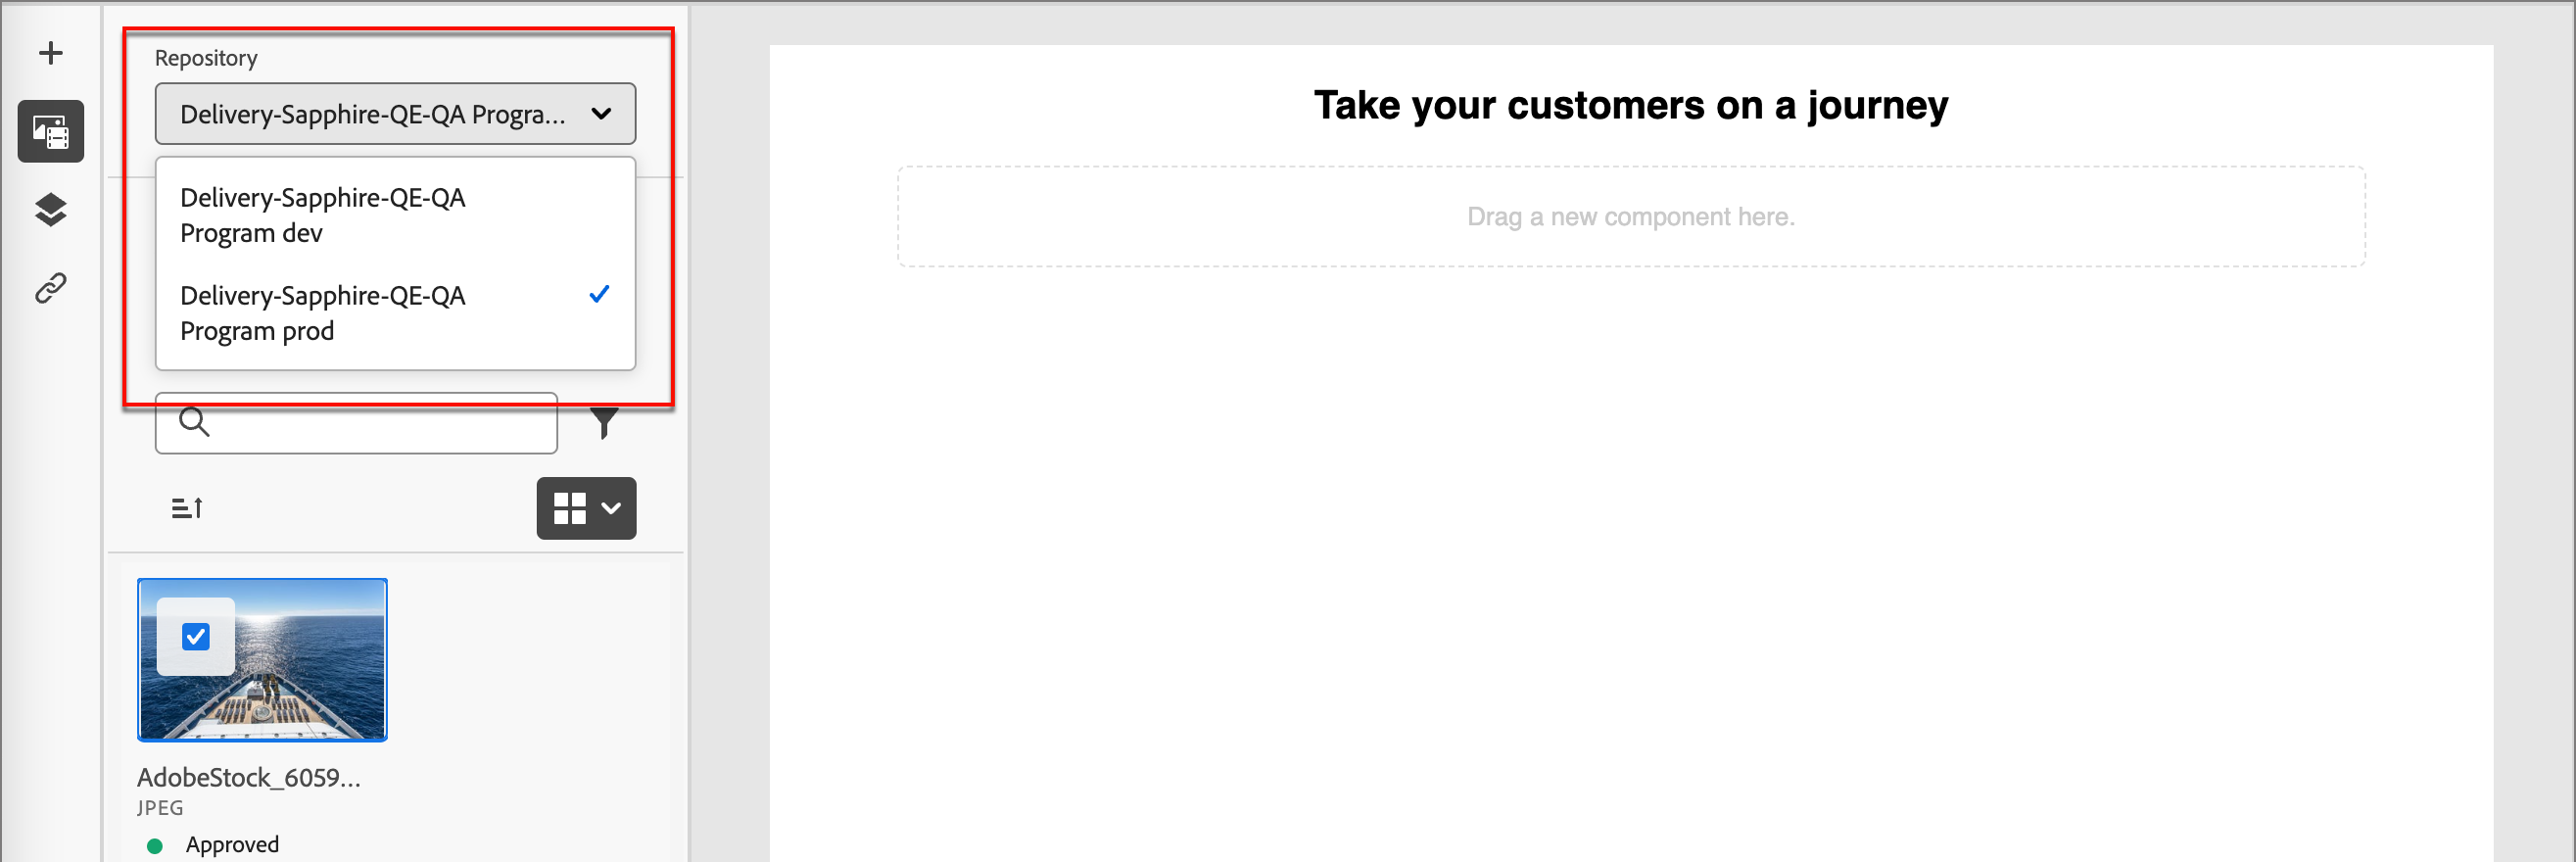 Repository
Delivery-Sapphire-QE-QA Progra...
Delivery-Sapphire-QE-QA
Program dev
Delivery-Sapphire-QE-QA
Program prod
AdobeStock_6059...
JPEG
Approved
Take your customers on a journey
Drag a new component here.